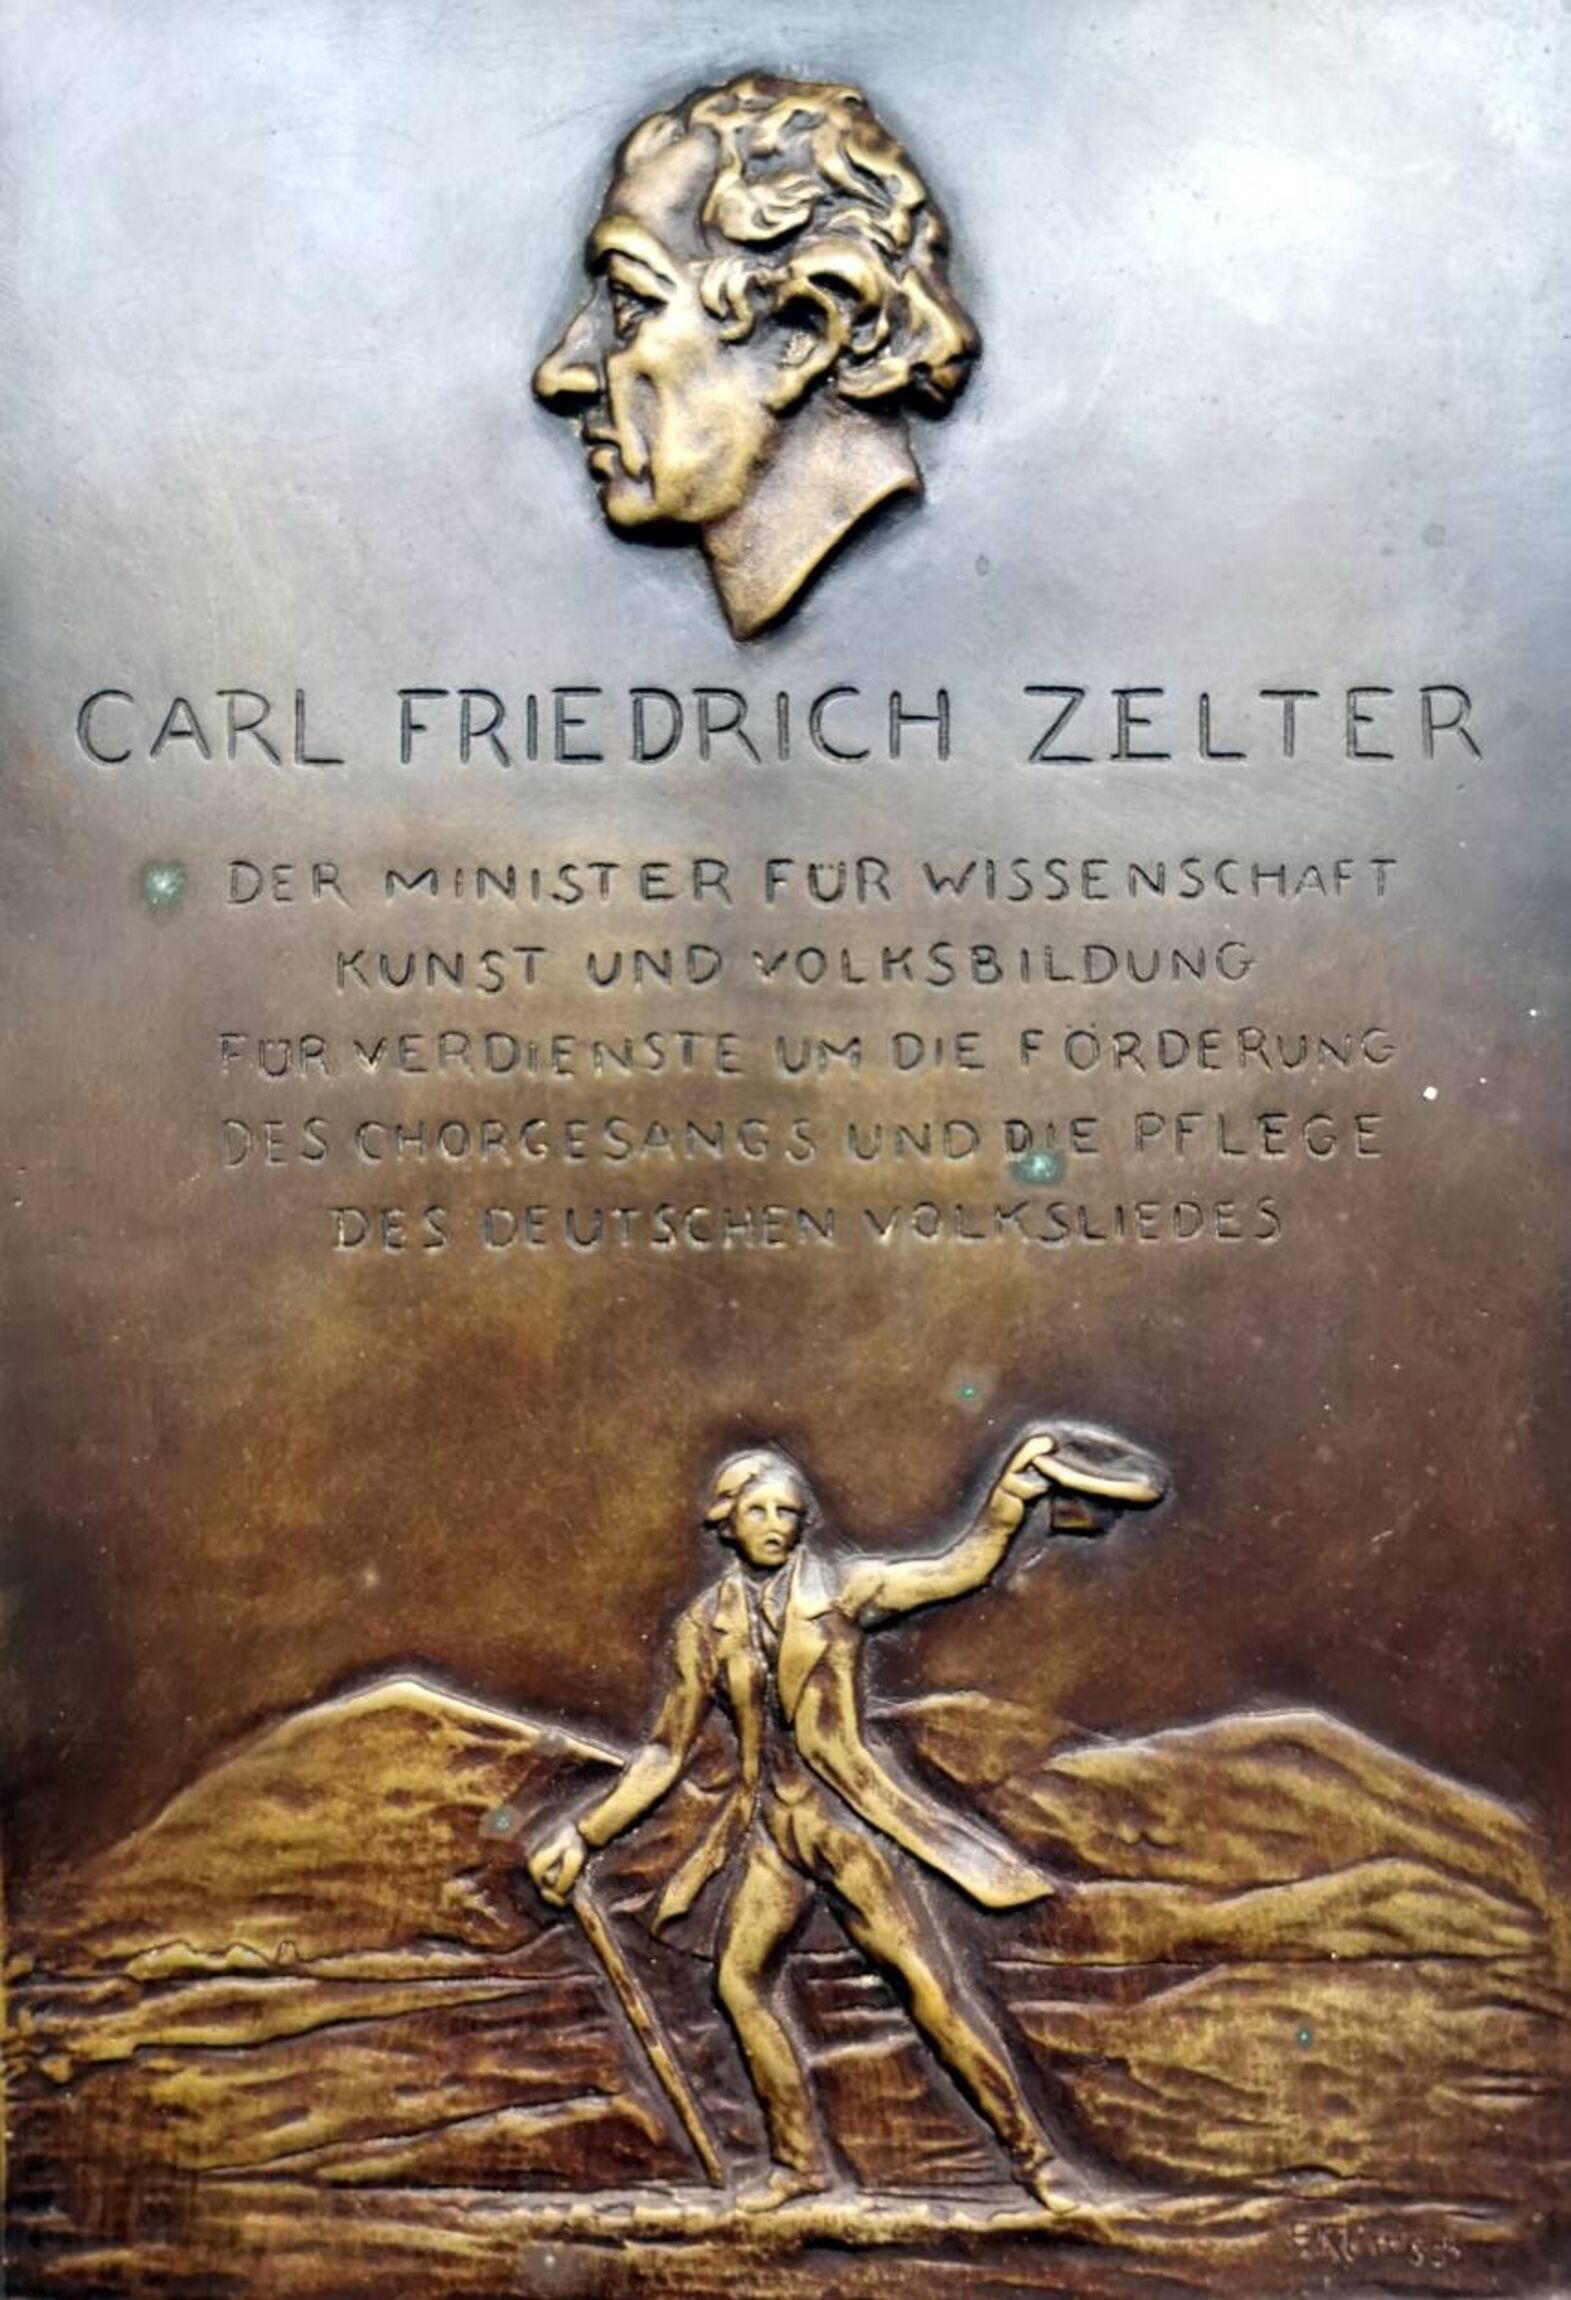 CARL FRIEDRICH ZELTER
DER MINISTER FÜR WISSENSCHAFT
KUNST UND VOLKSBILDUNG
FÜR VERDIENSTE UM DIE FÖRDERUNG
DES CHORGESANGS UND DIE PFLEGE
DES DEUTSCHEN VOLKSLIEDES